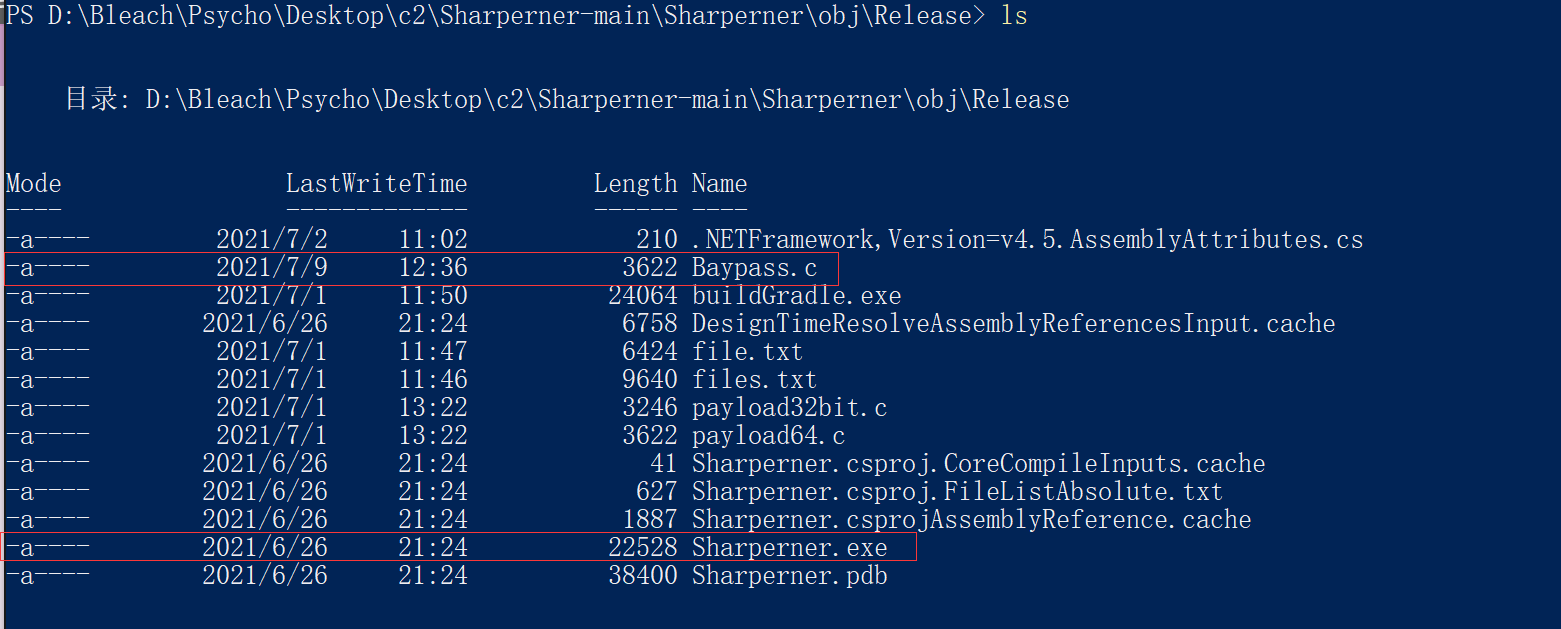 PS D:\Bleach\Psycho\Desktop\c2\Sharperner-main\Sharperner\obj\Release> ls
目录: D:\Bleach\Psycho\Desktop\c2\Sharperner-main\Sharperner\obj\Release
Mode LastWriteTime Length Name
---- ------------- ------ ----
-a---- 2021/7/2 11:02 210 .NETFramework,Version=v4.5.AssemblyAttributes.cs
-a---- 2021/7/9 12:36 3622 Baypass.c
-a---- 2021/7/1 11:50 24064 buildGradle.exe
-a---- 2021/6/26 21:24 6758 DesignTimeResolveAssemblyReferencesInput.cache
-a---- 2021/7/1 11:47 6424 file.txt
-a---- 2021/7/1 11:46 9640 files.txt
-a---- 2021/7/1 13:22 3246 payload32bit.c
-a---- 2021/7/1 13:22 3622 payload64.c
-a---- 2021/6/26 21:24 41 Sharperner.csproj.CoreCompileInputs.cache
-a---- 2021/6/26 21:24 627 Sharperner.csproj.FileListAbsolute.txt
-a---- 2021/6/26 21:24 1887 Sharperner.csprojAssemblyReference.cache
-a---- 2021/6/26 21:24 22528 Sharperner.exe
-a---- 2021/6/26 21:24 38400 Sharperner.pdb